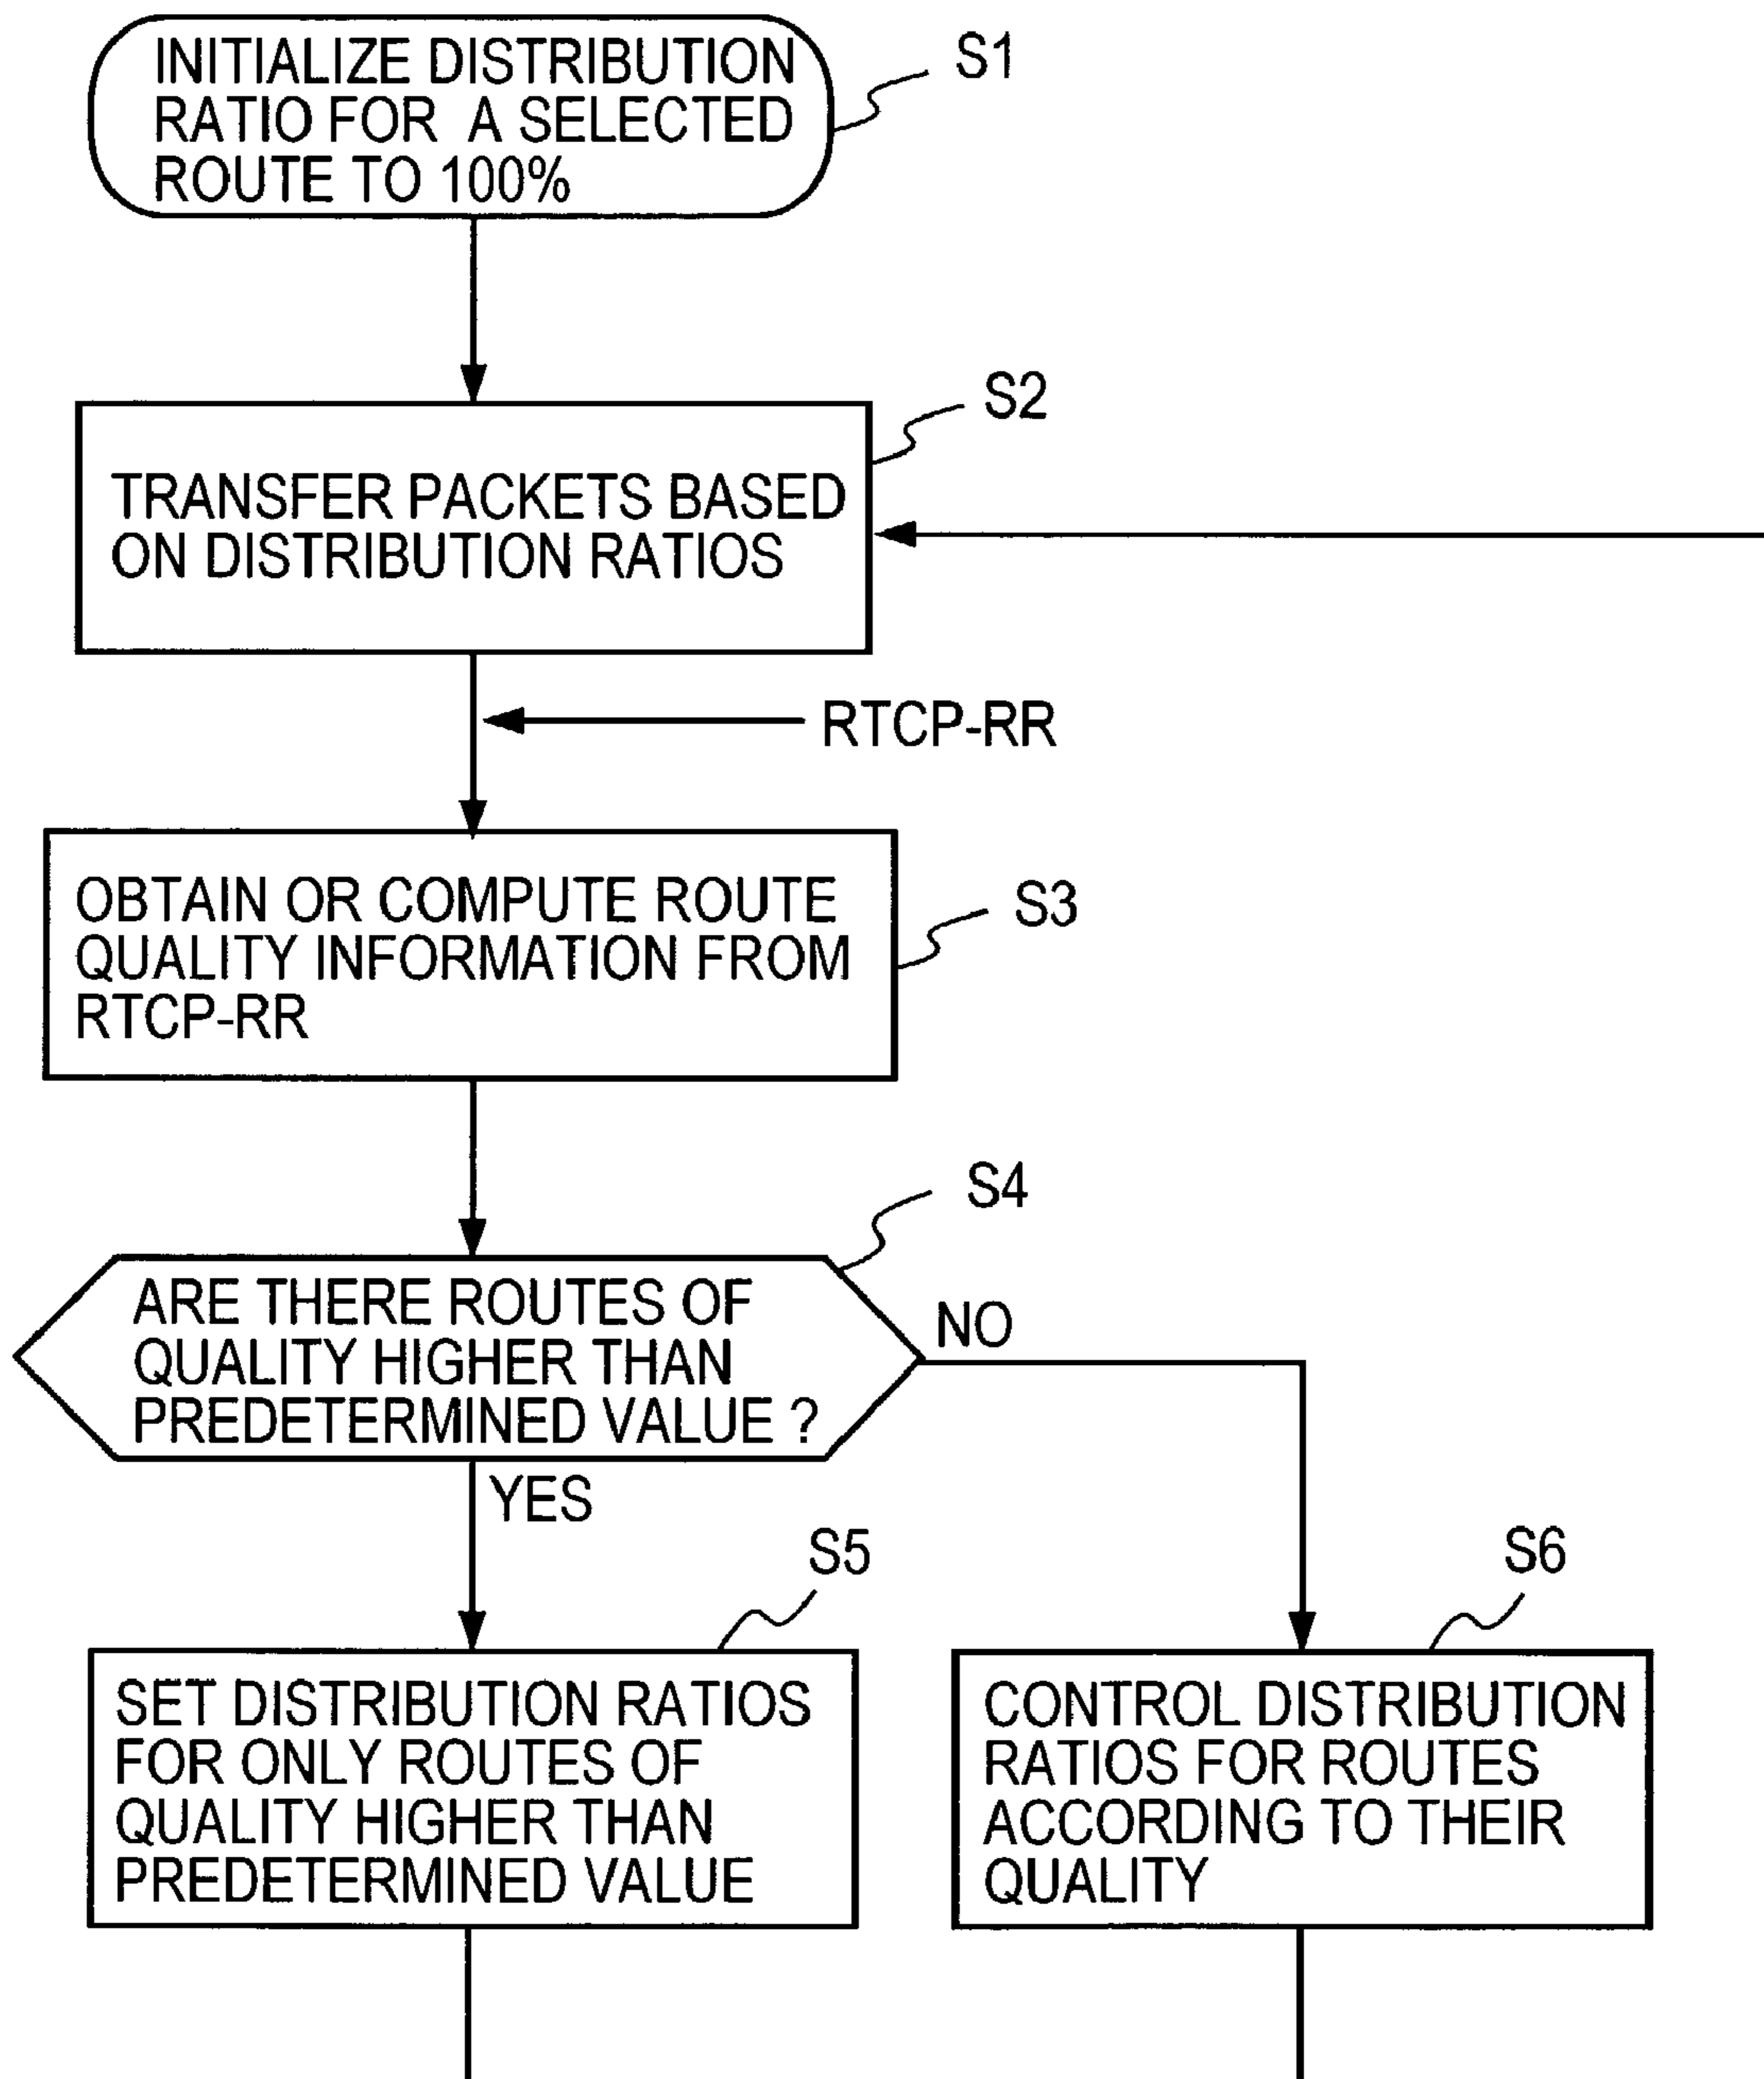 INITIALIZE DISTRIBUTION
RATIO FOR A SELECTED
ROUTE TO 100%
S1
S2
TRANSFER PACKETS BASED
ON DISTRIBUTION RATIOS
RTCP-RR
OBTAIN OR COMPUTE ROUTE
QUALITY INFORMATION FROM
RTCP-RR
S3
S4
ARE THERE ROUTES OF
QUALITY HIGHER THAN
PREDETERMINED VALUE ?
NO
YES
S5
SET DISTRIBUTION RATIOS
FOR ONLY ROUTES OF
QUALITY HIGHER THAN
PREDETERMINED VALUE
S6
CONTROL DISTRIBUTION
RATIOS FOR ROUTES
ACCORDING TO THEIR
QUALITY